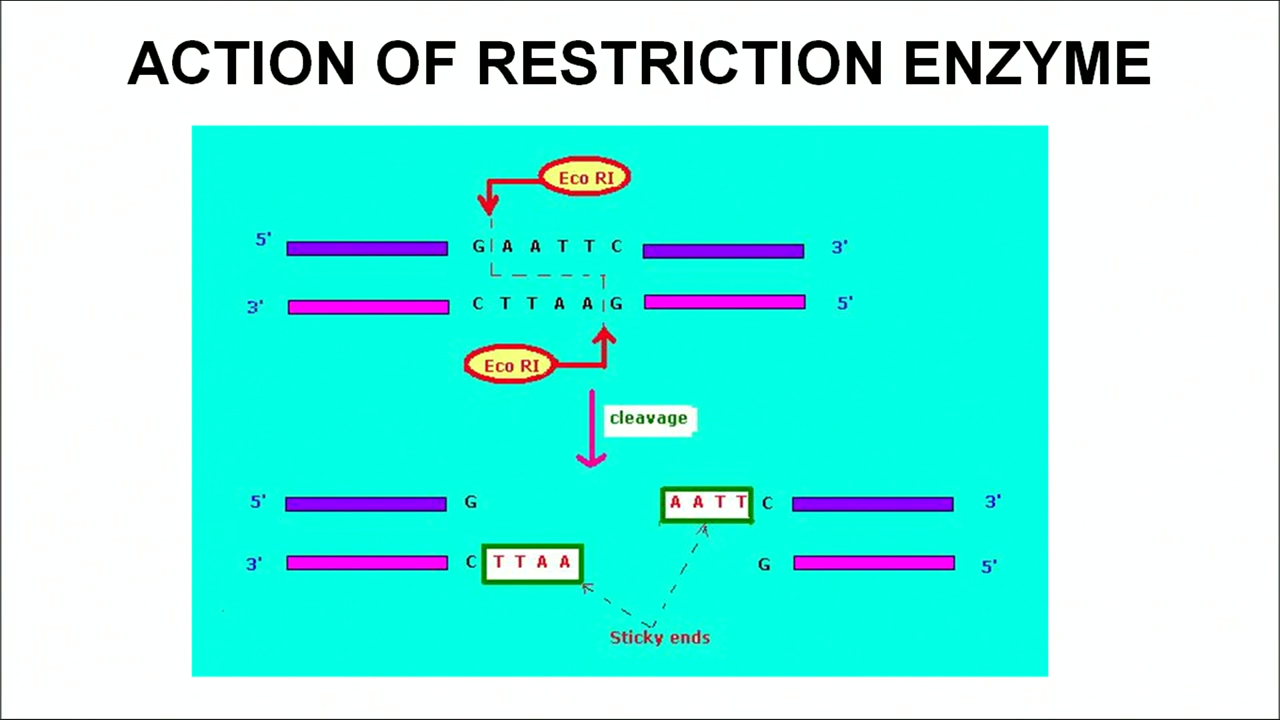 ACTION OF RESTRICTION ENZYME
Eco RI
5' G A A T T C 3'
3' C T T A A G 5'
Eco RI
cleavage
5' G A A T T C 3'
3' C T T A A G 5'
Sticky ends